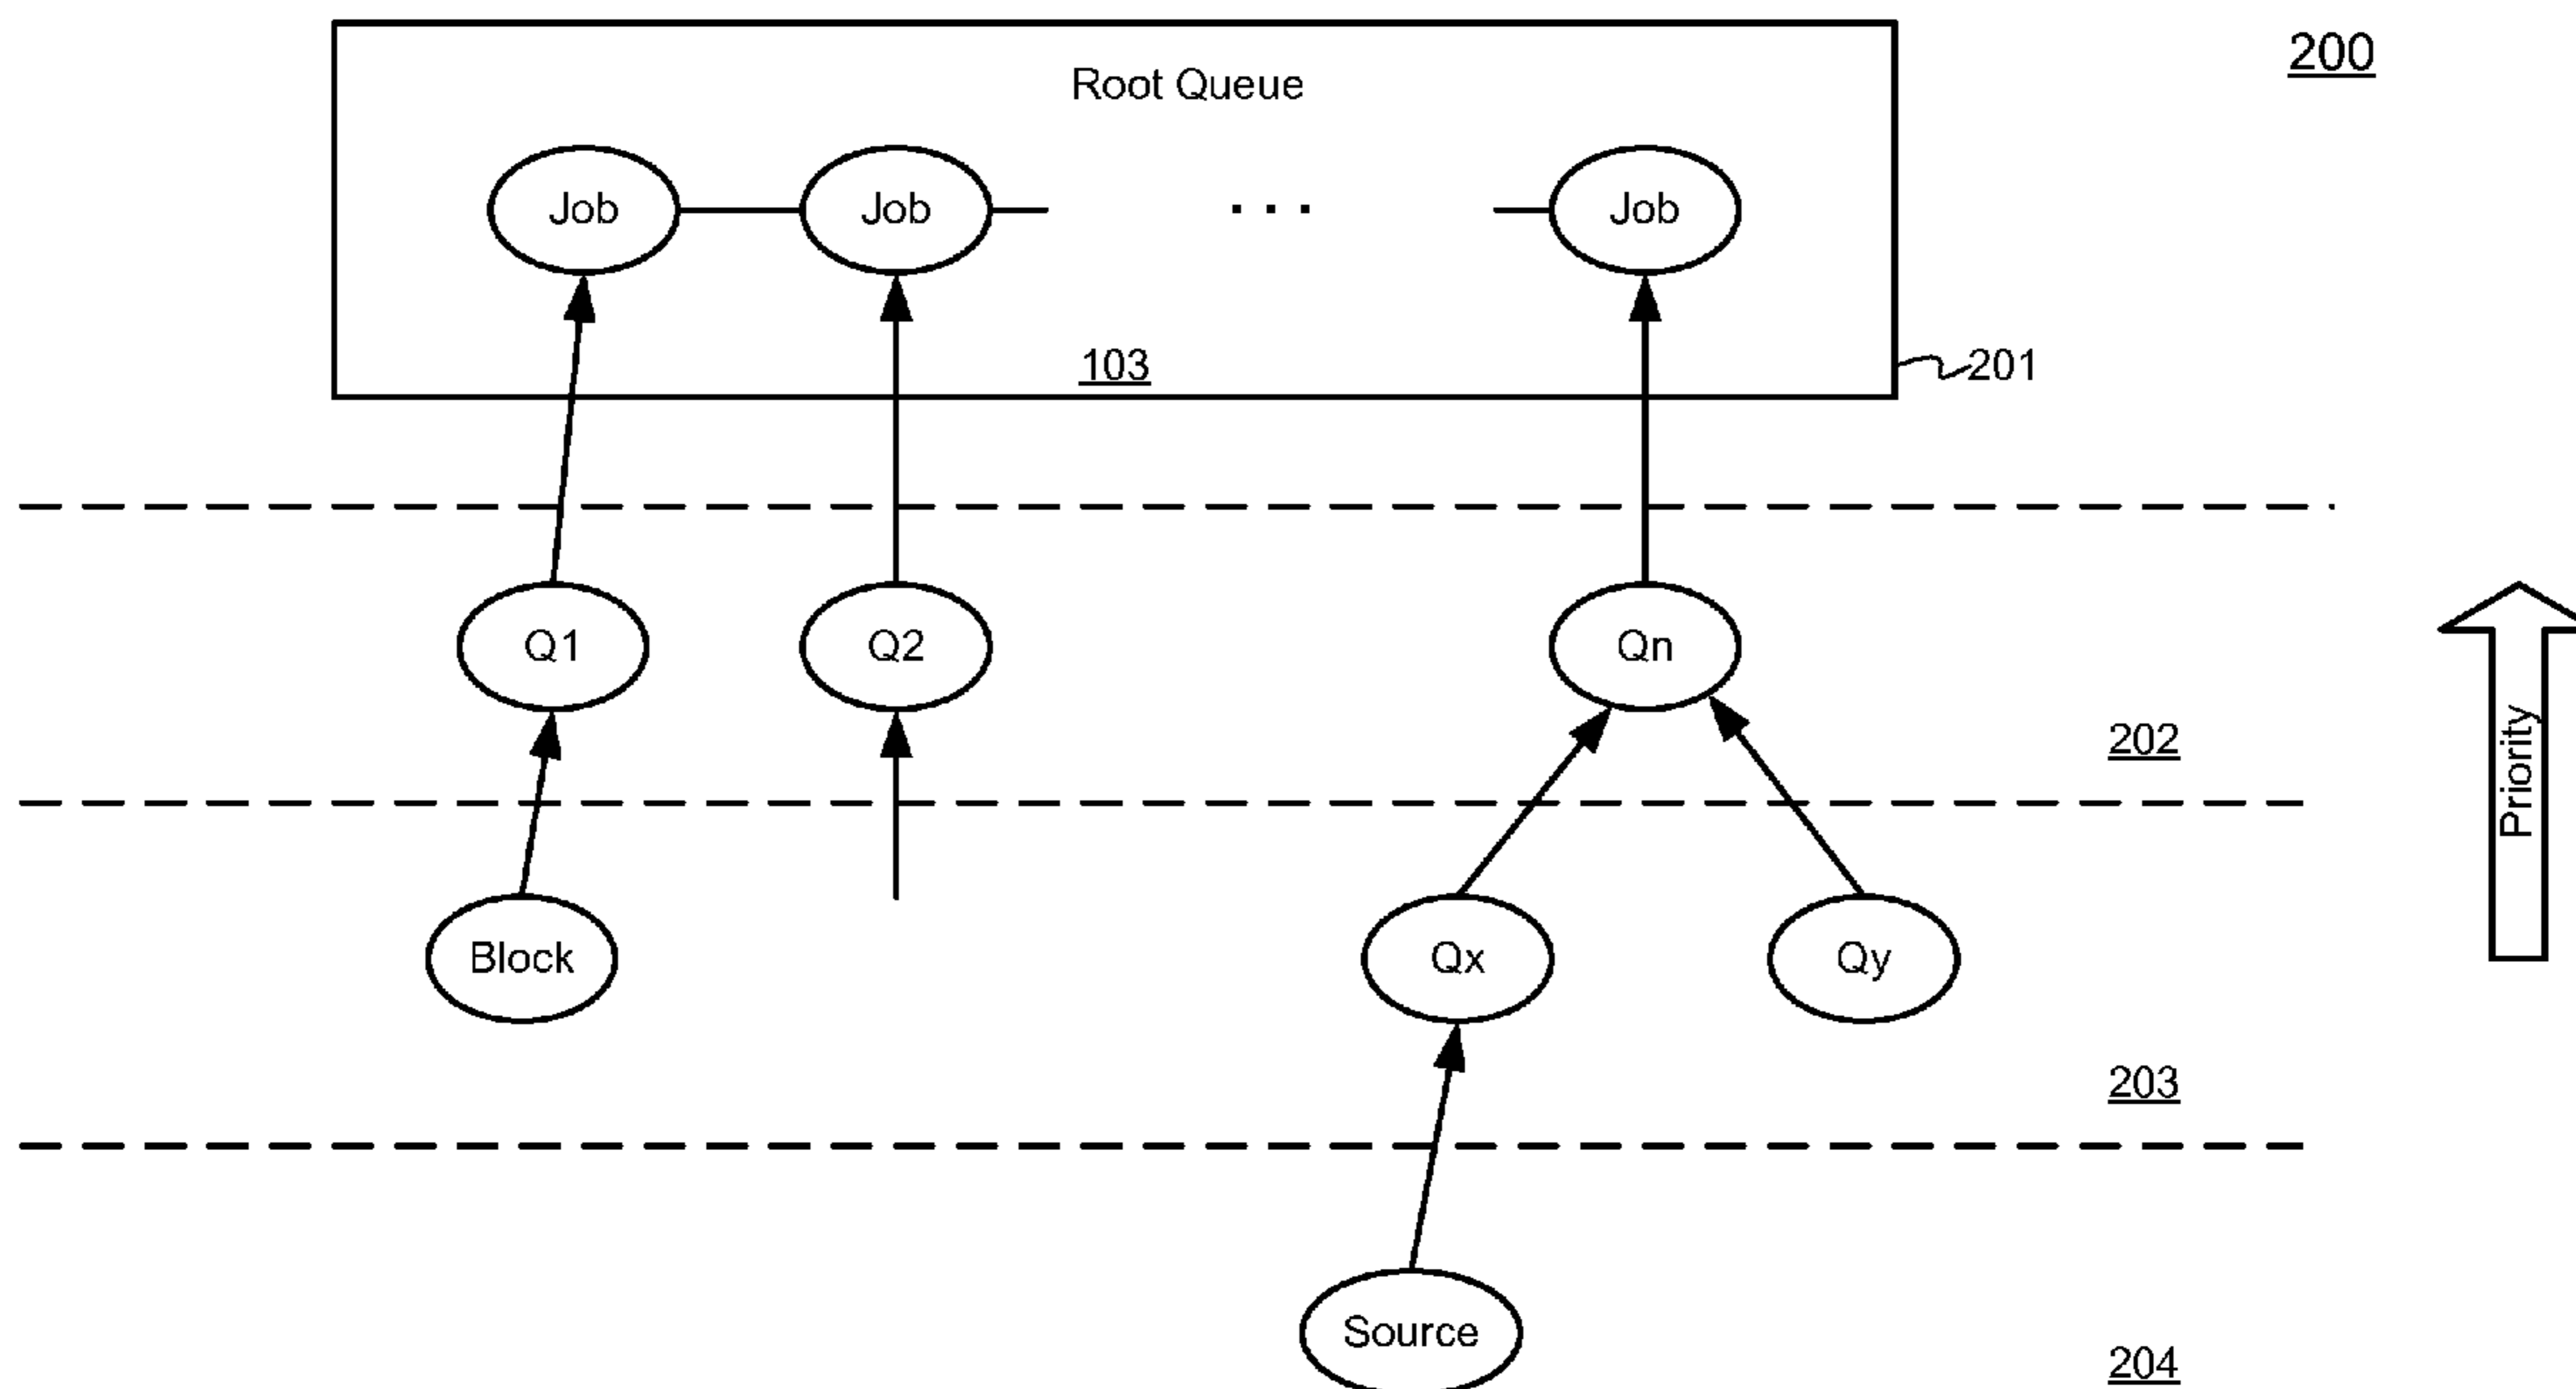 200
Root Queue
Job Job . . . Job
103
201
Q1 Q2 Qn
202
Priority
Block Qx Qy
203
Source
204